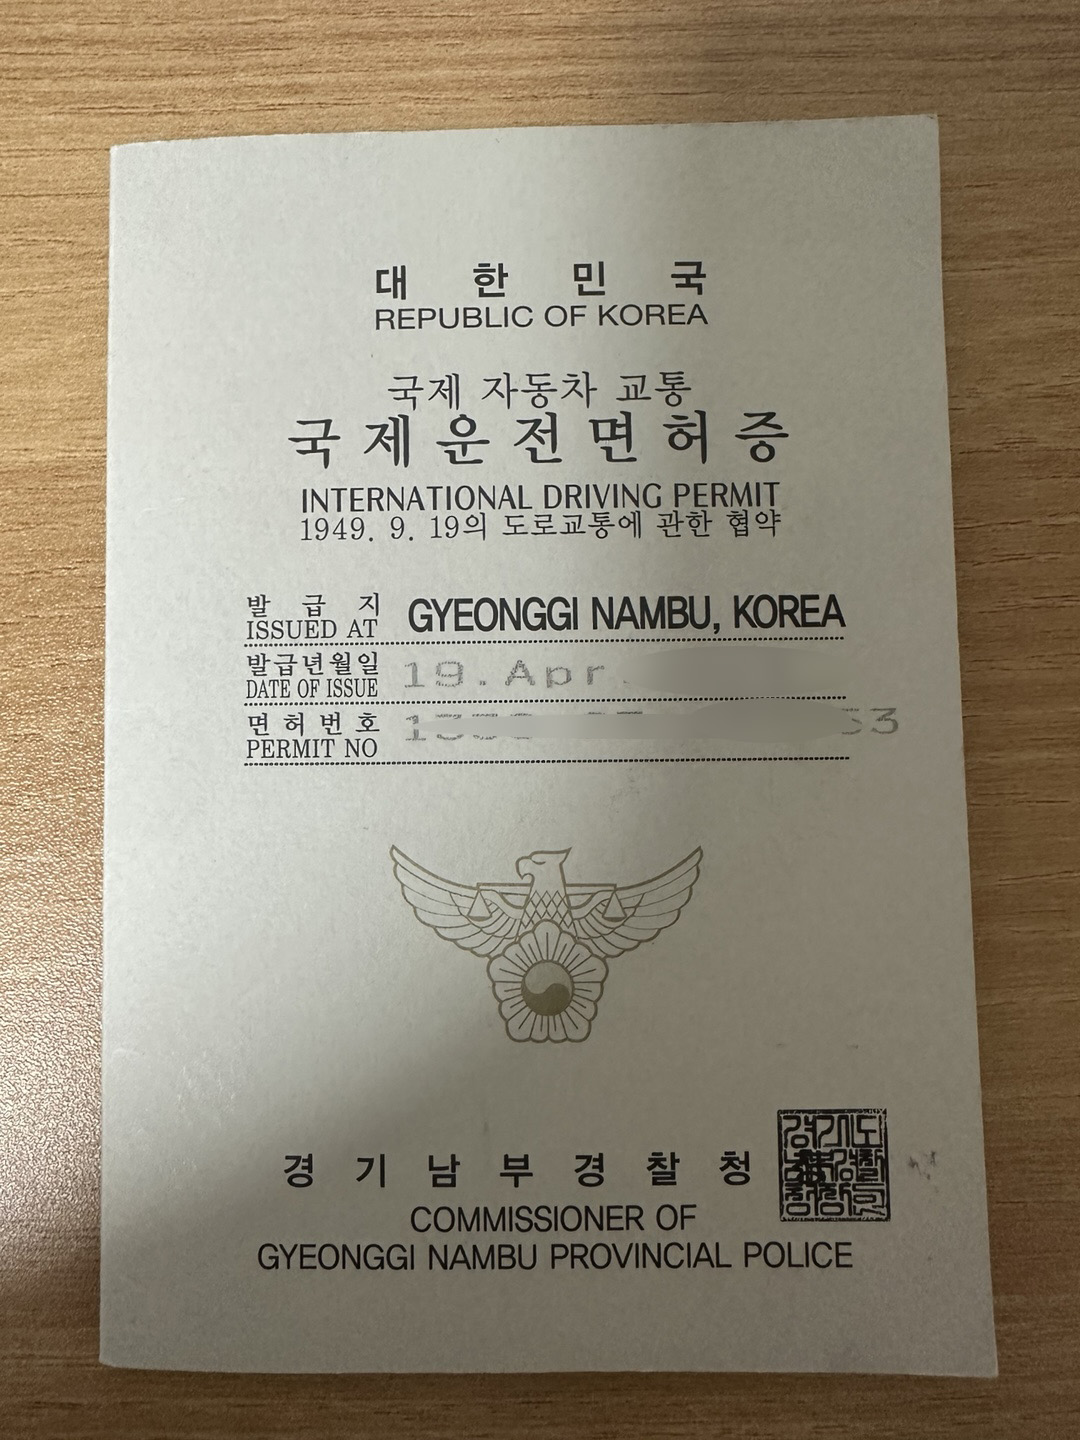 대 한 민 국
REPUBLIC OF KOREA
국제 자동차 교통
국 제 운 전 면 허 증
INTERNATIONAL DRIVING PERMIT
1949. 9. 19의 도로교통에 관한 협약
발 급 지 GYEONGGI NAMBU, KOREA
ISSUED AT
발급년월일 19. Apr.
DATE OF ISSUE
면 허 번 호
PERMIT NO
경 기 남 부 경 찰 청
COMMISSIONER OF
GYEONGGI NAMBU PROVINCIAL POLICE